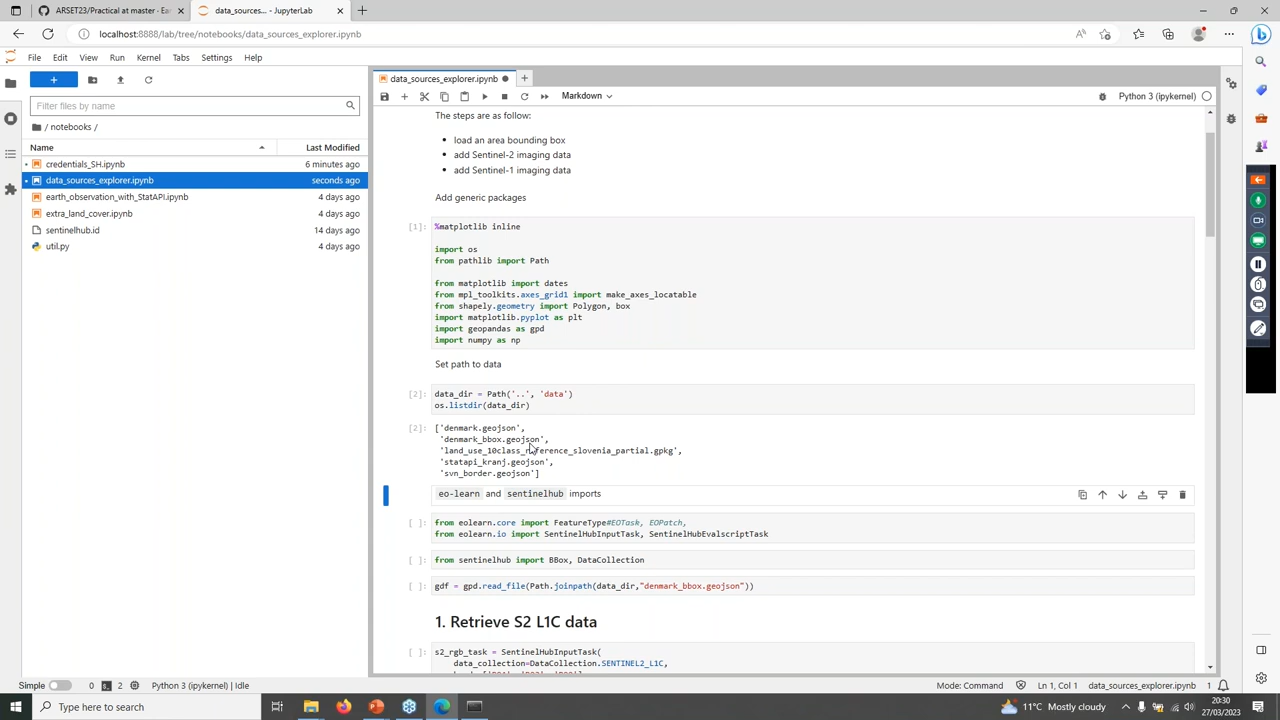 ARSET23/Practical at master · Ea
data_sources... - JupyterLab
localhost:8888/lab/tree/notebooks/data_sources_explorer.ipynb
File Edit View Run Kernel Tabs Settings Help
data_sources_explorer.ipynb
Markdown
Python 3 (ipykernel)
Filter files by name
/ notebooks /
Name Last Modified
credentials_SH.ipynb 6 minutes ago
data_sources_explorer.ipynb seconds ago
earth_observation_with_StatAPI.ipynb 4 days ago
extra_land_cover.ipynb 4 days ago
sentinelhub.id 14 days ago
util.py 4 days ago
The steps are as follow:
load an area bounding box
add Sentinel-2 imaging data
add Sentinel-1 imaging data
Add generic packages
[1]: %matplotlib inline
import os
from pathlib import Path
from matplotlib import dates
from mpl_toolkits.axes_grid1 import make_axes_locatable
from shapely.geometry import Polygon, box
import matplotlib.pyplot as plt
import geopandas as gpd
import numpy as np
Set path to data
[2]: data_dir = Path('..', 'data')
os.listdir(data_dir)
[2]: ['denmark.geojson',
'denmark_bbox.geojson',
'land_use_10class_reference_slovenia_partial.gpkg',
'statapi_kranj.geojson',
'svn_border.geojson']
eo-learn and sentinelhub imports
[ ]: from eolearn.core import FeatureType#EOTask, EOPatch,
from eolearn.io import SentinelHubInputTask, SentinelHubEvalscriptTask
[ ]: from sentinelhub import BBox, DataCollection
[ ]: gdf = gpd.read_file(Path.joinpath(data_dir,"denmark_bbox.geojson"))
1. Retrieve S2 L1C data
[ ]: s2_rgb_task = SentinelHubInputTask(
data_collection=DataCollection.SENTINEL2_L1C,
Simple 0 2 Python 3 (ipykernel) | Idle
Mode: Command Ln 1, Col 1 data_sources_explorer.ipynb 1
Type here to search
11°C Mostly cloudy
20:30
27/03/2023